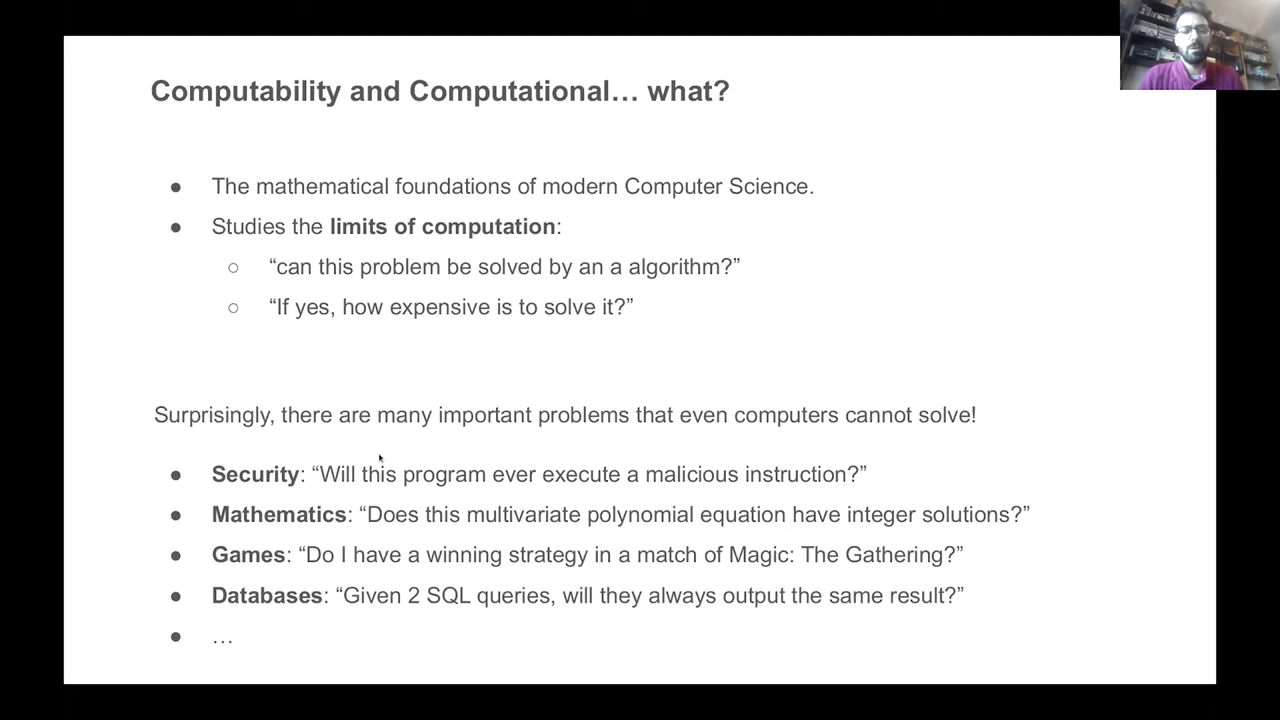 Computability and Computational… what?
● The mathematical foundations of modern Computer Science.
● Studies the limits of computation:
○ “can this problem be solved by an a algorithm?”
○ “If yes, how expensive is to solve it?”
Surprisingly, there are many important problems that even computers cannot solve!
● Security: “Will this program ever execute a malicious instruction?”
● Mathematics: “Does this multivariate polynomial equation have integer solutions?”
● Games: “Do I have a winning strategy in a match of Magic: The Gathering?”
● Databases: “Given 2 SQL queries, will they always output the same result?”
● …